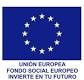 UNIÓN EUROPEA
FONDO SOCIAL EUROPEO
INVIERTE EN TU FUTURO